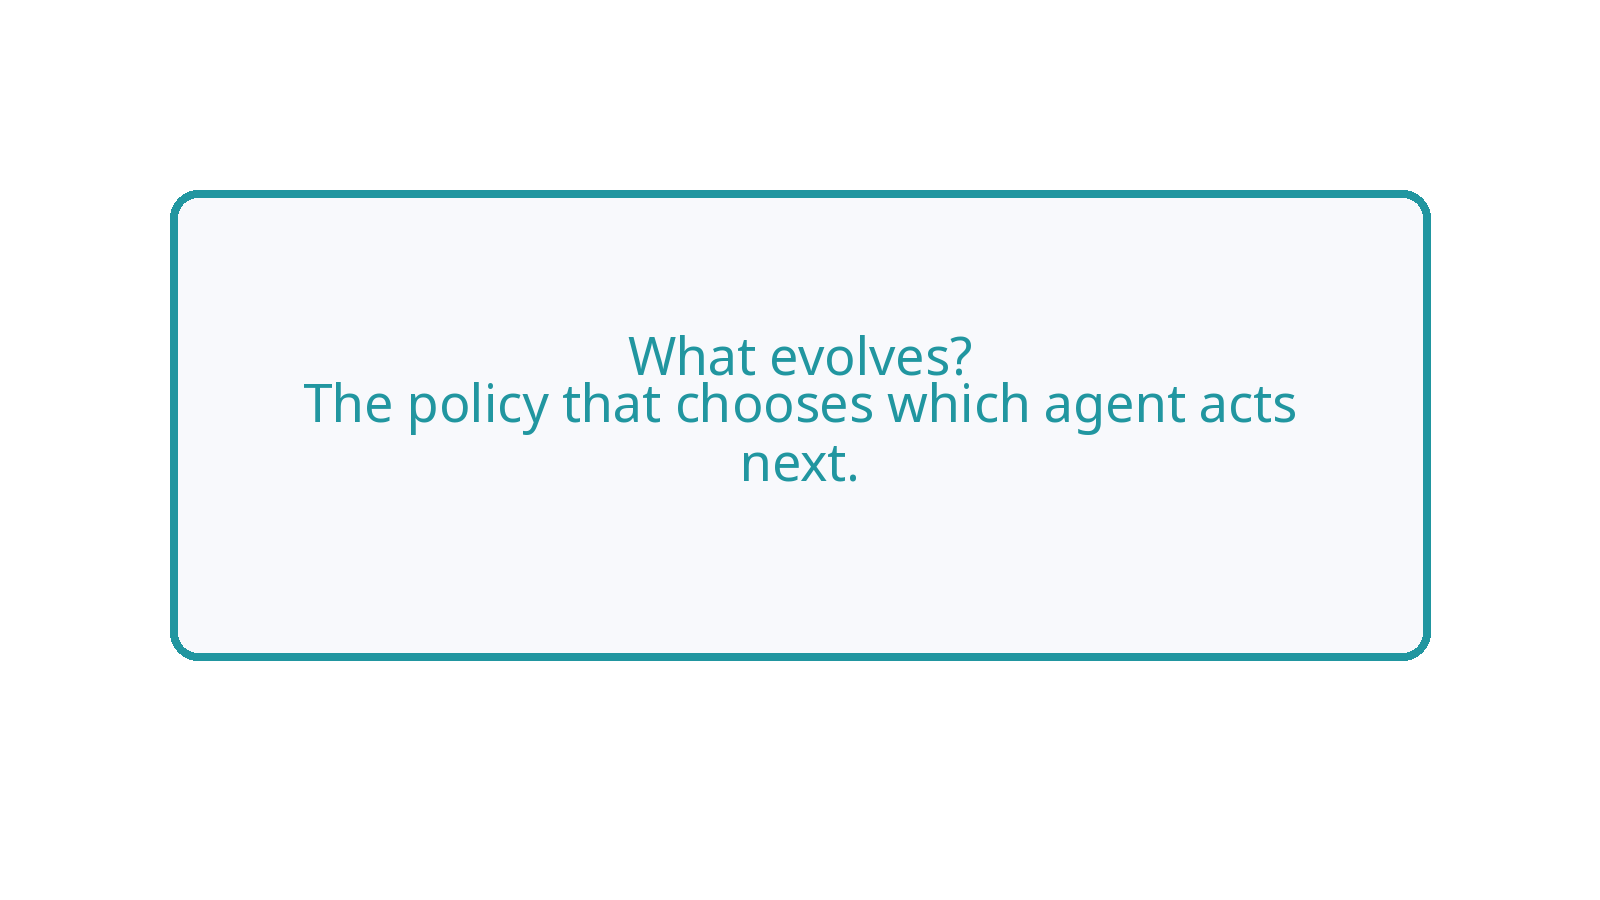 What evolves?
The policy that chooses which agent acts
next.